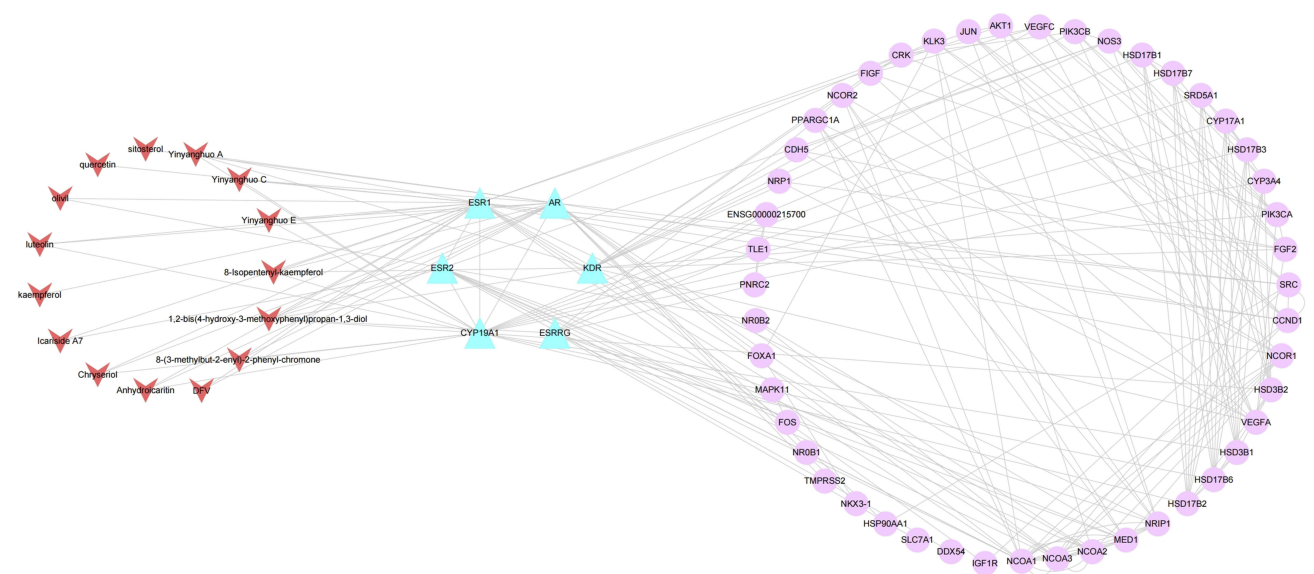 sitosterol
Yinyanghuo A
quercetin
Yinyanghuo C
olivil
Yinyanghuo E
luteolin
8-Isopentenyl-kaempferol
kaempferol
1,2-bis(4-hydroxy-3-methoxyphenyl)propan-1,3-diol
Icariside A7
8-(3-methylbut-2-enyl)-2-phenyl-chromone
Chryseriol
Anhydroicaritin
DFV
ESR1
AR
ESR2
KDR
CYP19A1
ESRRG
AKT1
VEGFC
JUN
PIK3CB
KLK3
NOS3
CRK
HSD17B1
FIGF
HSD17B7
NCOR2
SRD5A1
PPARGC1A
CYP17A1
CDH5
HSD17B3
NRP1
CYP3A4
ENSG00000215700
PIK3CA
TLE1
FGF2
PNRC2
SRC
NR0B2
CCND1
FOXA1
NCOR1
MAPK11
HSD3B2
FOS
VEGFA
NR0B1
HSD3B1
TMPRSS2
HSD17B6
NKX3-1
HSD17B2
HSP90AA1
NRIP1
SLC7A1
MED1
DDX54
NCOA2
IGF1R
NCOA1
NCOA3